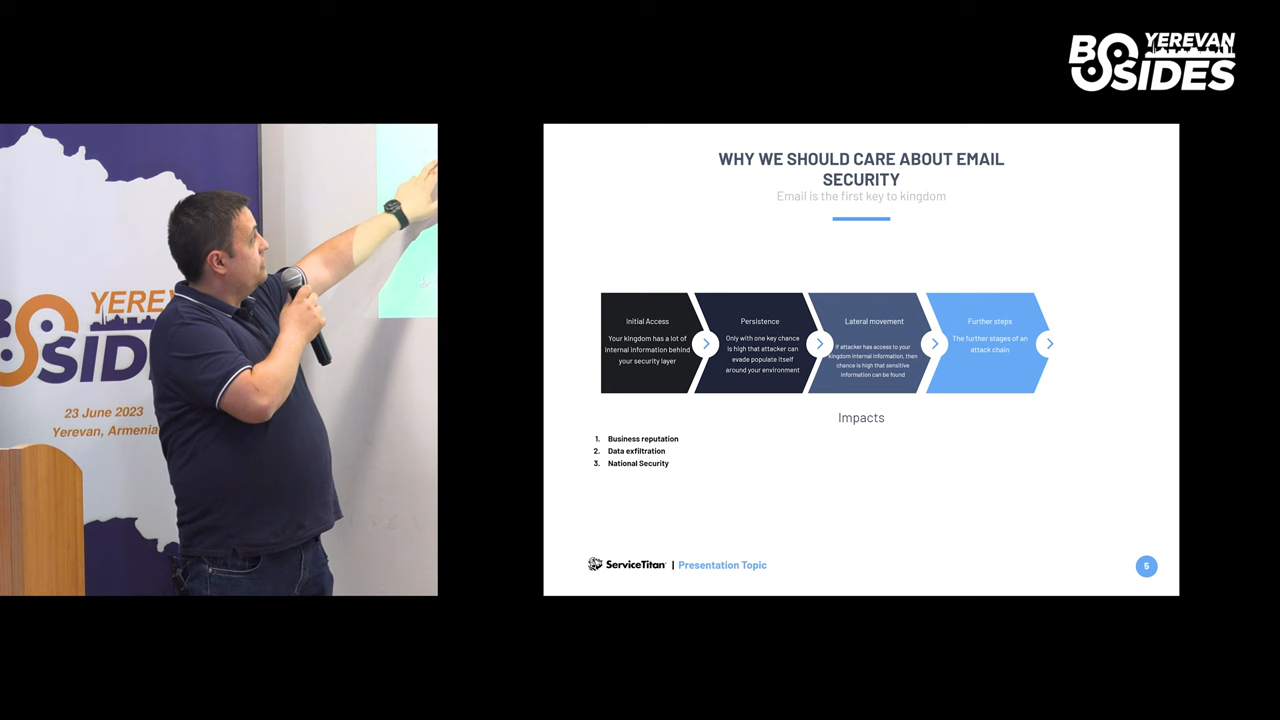 YEREVAN
BSIDES
YEREV
SID
23 June 2023
Yerevan, Armenia
WHY WE SHOULD CARE ABOUT EMAIL
SECURITY
Email is the first key to kingdom
Initial Access
Your kingdom has a lot of
internal information behind
your security layer
Persistence
Only with one key chance
is high that attacker can
evade populate itself
around your environment
Lateral movement
If attacker has access to your
kingdom internal information, then
chance is high that sensitive
information can be found
Further steps
The further stages of an
attack chain
Impacts
1. Business reputation
2. Data exfiltration
3. National Security
ServiceTitan | Presentation Topic
5